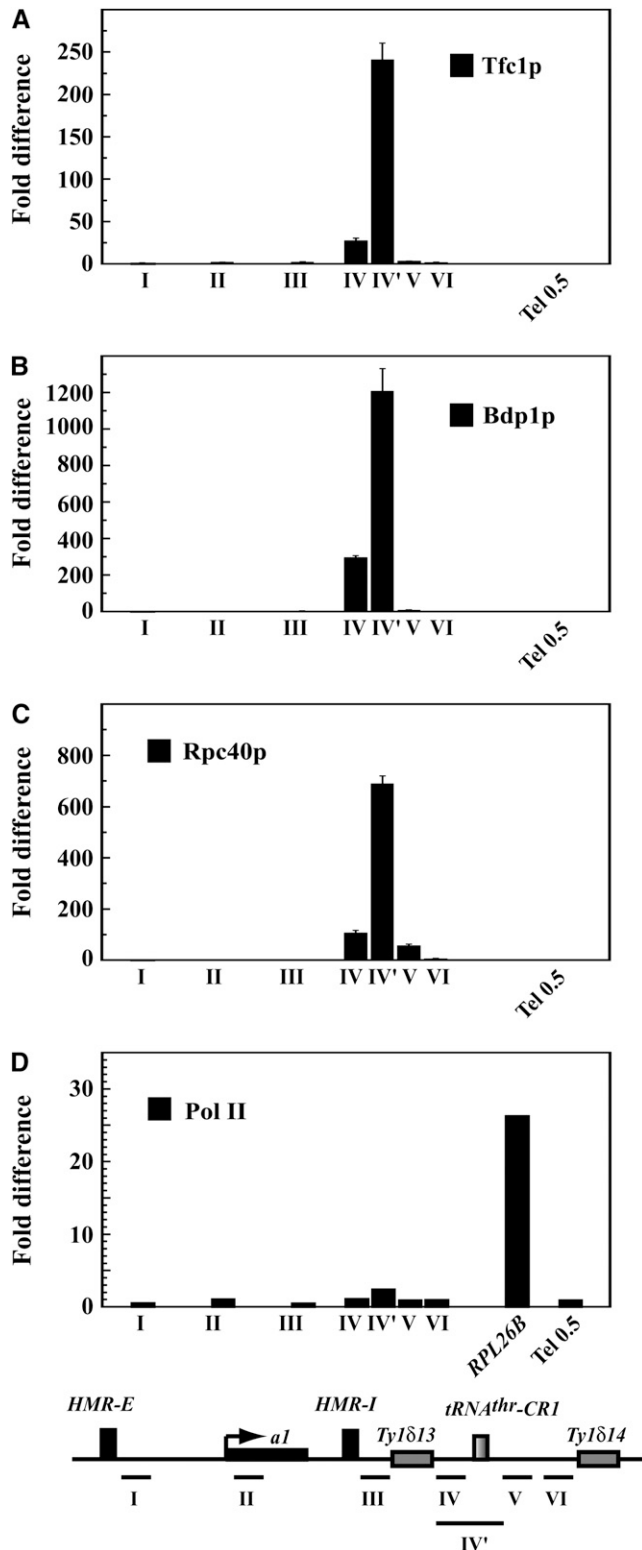 A
Fold difference
250
200
150
100
50
0
Tfc1p
I II III IV IV' V VI Tel 0.5
B
Fold difference
1200
1000
800
600
400
200
0
Bdp1p
I II III IV IV' V VI Tel 0.5
C
Fold difference
800
600
400
200
0
Rpc40p
I II III IV IV' V VI Tel 0.5
D
Fold difference
30
20
10
0
Pol II
I II III IV IV' V VI RPL26B Tel 0.5
HMR-E HMR-I tRNAthr-CR1
a1 Ty1δ13 Ty1δ14
I II III IV V VI
IV'